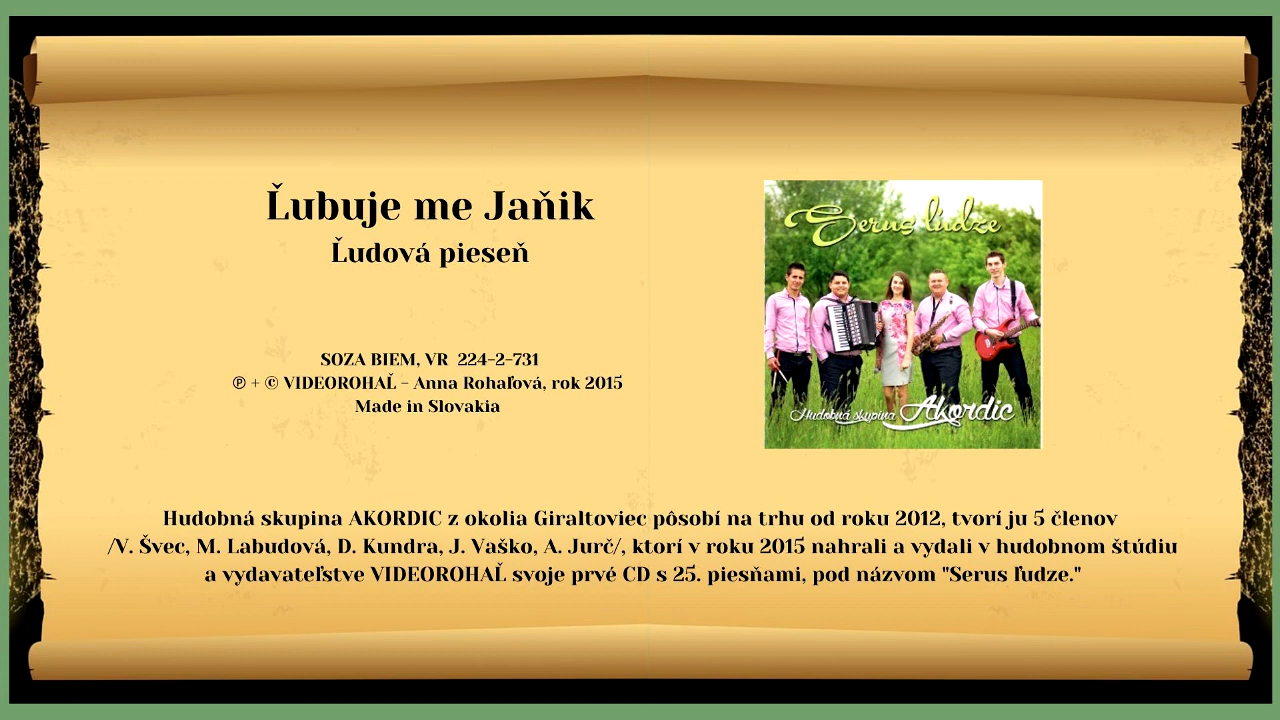 Ľubuje me Jaňik
Ľudová pieseň
SOZA BIEM, VR 224-2-731
℗ + © VIDEOROHAĽ - Anna Rohaľová, rok 2015
Made in Slovakia
Serus ľudze
Hudobná skupina Akordic
Hudobná skupina AKORDIC z okolia Giraltoviec pôsobí na trhu od roku 2012, tvorí ju 5 členov
/V. Švec, M. Labudová, D. Kundra, J. Vaško, A. Jurč/, ktorí v roku 2015 nahrali a vydali v hudobnom štúdiu
a vydavateľstve VIDEOROHAĽ svoje prvé CD s 25. piesňami, pod názvom "Serus ľudze."